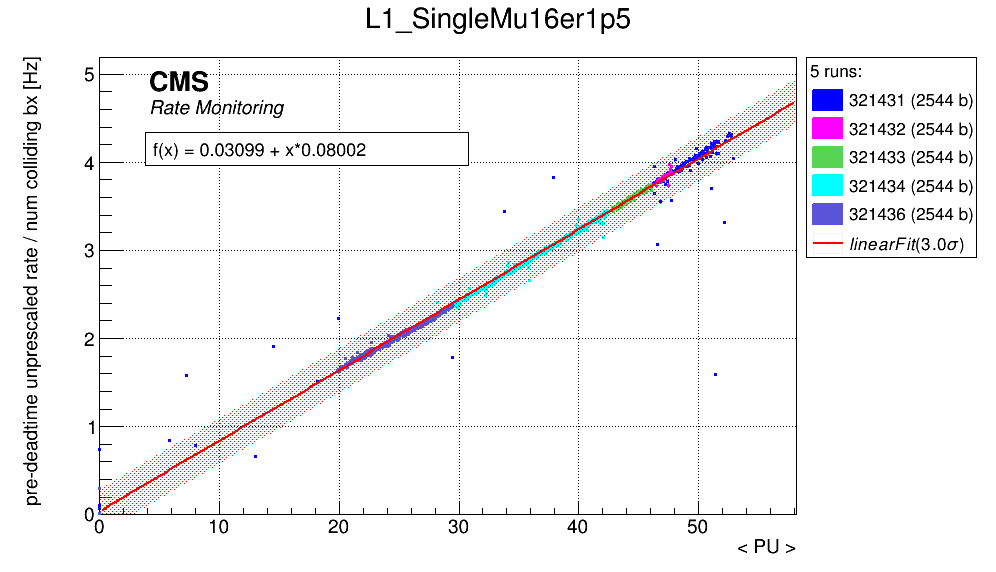 L1_SingleMu16er1p5
pre-deadtime unprescaled rate / num colliding bx [Hz]
CMS
Rate Monitoring
f(x) = 0.03099 + x*0.08002
5
4
3
2
1
0
0 10 20 30 40 50
< PU >
5 runs:
321431 (2544 b)
321432 (2544 b)
321433 (2544 b)
321434 (2544 b)
321436 (2544 b)
linearFit(3.0σ)